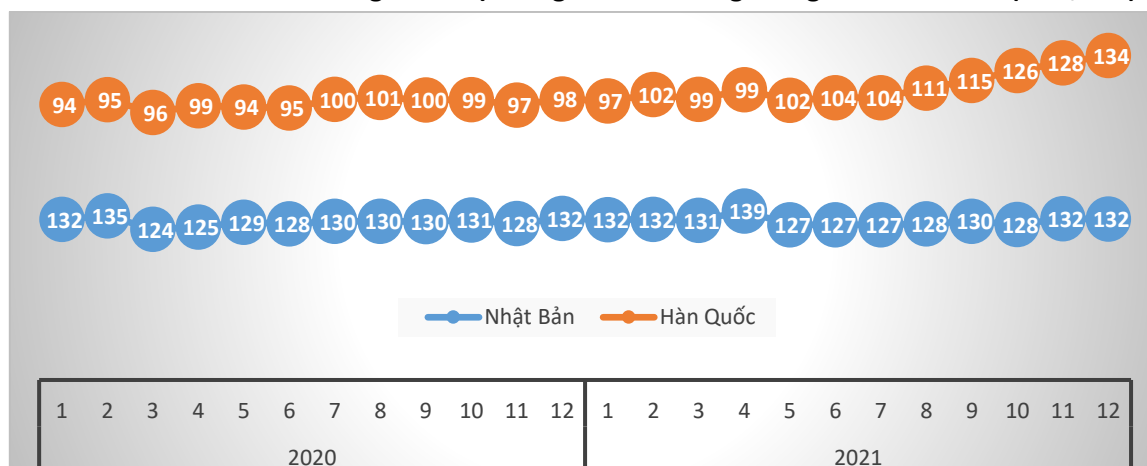 94 95 96 99 94 95 100 101 100 99 97 98 97 102 99 99 102 104 104 111 115 126 128 134
132 135 124 125 129 128 130 130 130 131 128 132 132 132 131 139 127 127 127 128 130 128 132 132
Nhật Bản Hàn Quốc
1 2 3 4 5 6 7 8 9 10 11 12 1 2 3 4 5 6 7 8 9 10 11 12
2020 2021